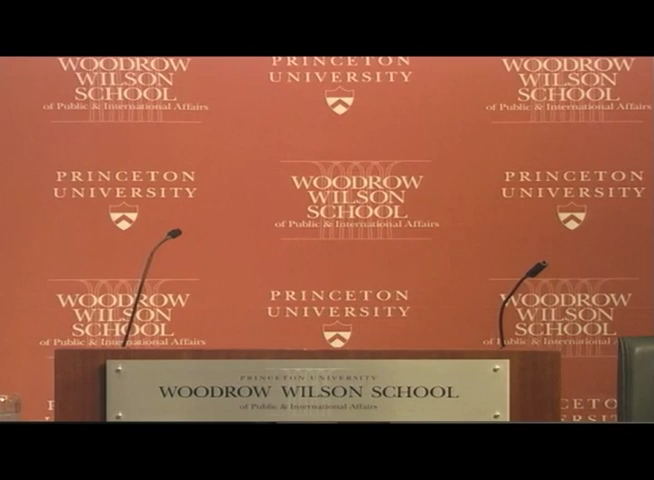 WOODROW
WILSON
SCHOOL
of Public & International Affairs
PRINCETON
UNIVERSITY
WOODROW
WILSON
SCHOOL
of Public & International Affairs
PRINCETON
UNIVERSITY
WOODROW
WILSON
SCHOOL
of Public & International Affairs
PRINCETON
UNIVERSITY
WOODROW
WILSON
SCHOOL
of Public & International Affairs
PRINCETON
UNIVERSITY
WOODROW
WILSON
SCHOOL
of Public & International Affairs
PRINCETON UNIVERSITY
WOODROW WILSON SCHOOL
of Public & International Affairs